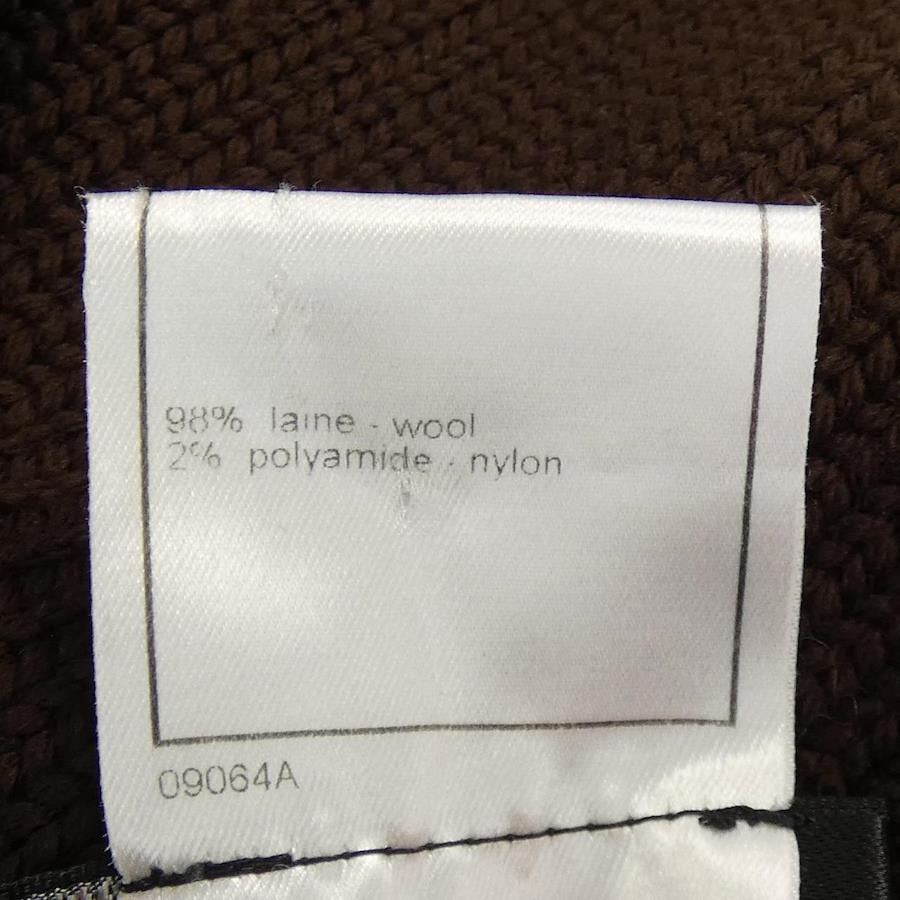 98% laine - wool
2% polyamide - nylon
09064A